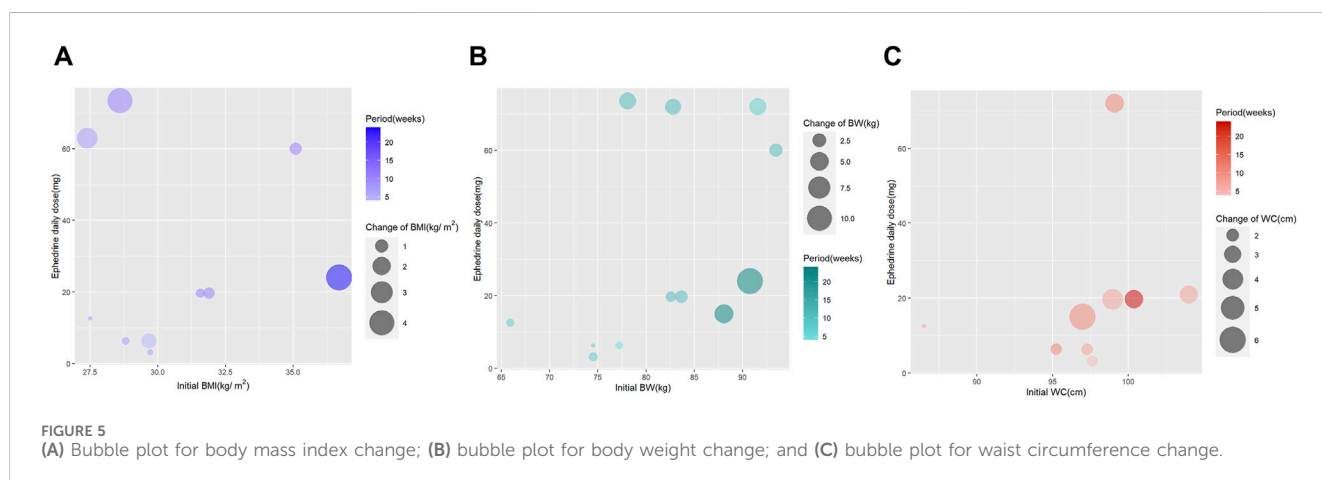 A
Ephedrine daily dose(mg)
60
40
20
0
27.5 30.0 32.5 35.0
Initial BMI(kg/ m²)
Period(weeks)
20
15
10
5
Change of BMI(kg/ m²)
1
2
3
4
B
Ephedrine daily dose(mg)
60
40
20
0
65 70 75 80 85 90
Initial BW(kg)
Change of BW(kg)
2.5
5.0
7.5
10.0
Period(weeks)
20
15
10
5
C
Ephedrine daily dose(mg)
60
40
20
0
90 95 100
Initial WC(cm)
Period(weeks)
20
15
10
5
Change of WC(cm)
2
3
4
5
6
FIGURE 5
(A) Bubble plot for body mass index change; (B) bubble plot for body weight change; and (C) bubble plot for waist circumference change.